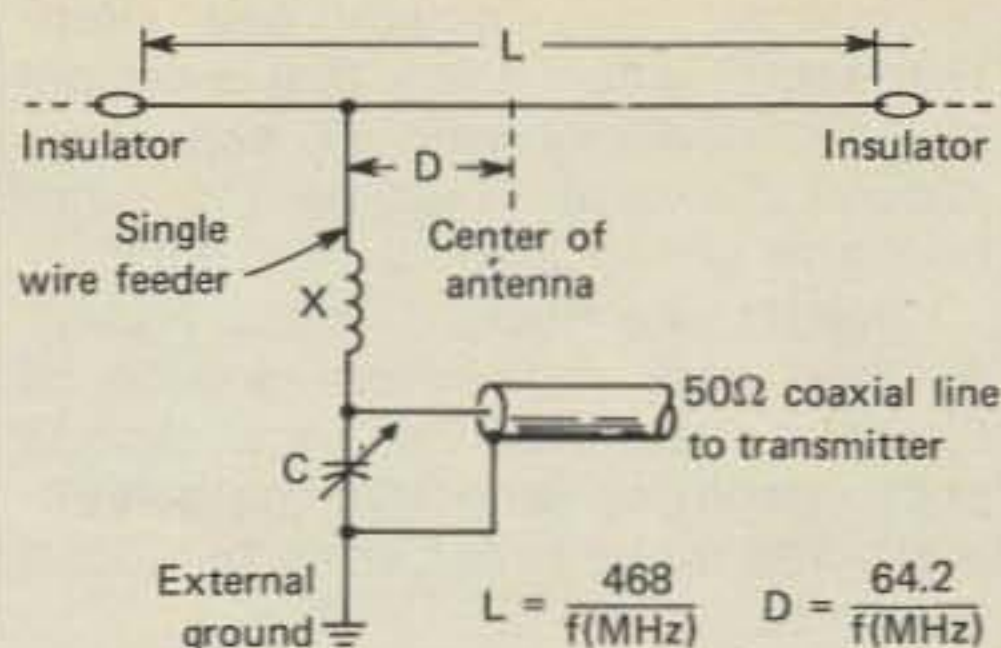 L
Insulator
Insulator
D
Single
wire feeder
Center of
antenna
X
50Ω coaxial line
to transmitter
C
External
ground
L = 468 / f(MHz)
D = 64.2 / f(MHz)